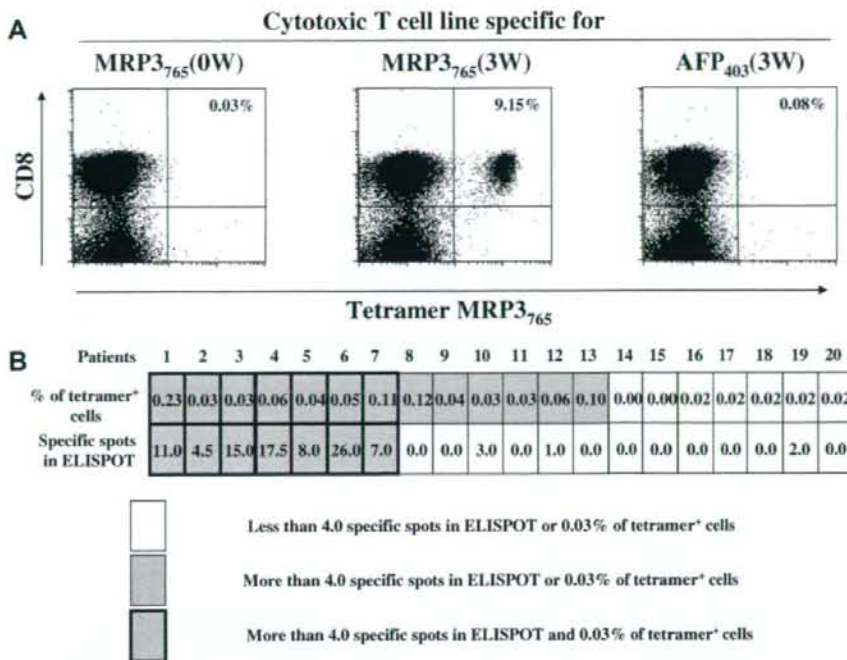 A
Cytotoxic T cell line specific for
MRP3₇₆₅(0W) MRP3₇₆₅(3W) AFP₄₀₃(3W)
0.03% 9.15% 0.08%
CD8
Tetramer MRP3₇₆₅
B
Patients 1 2 3 4 5 6 7 8 9 10 11 12 13 14 15 16 17 18 19 20
% of tetramer⁺ cells 0.23 0.03 0.03 0.06 0.04 0.05 0.11 0.12 0.04 0.03 0.03 0.06 0.10 0.00 0.00 0.02 0.02 0.02 0.02 0.02
Specific spots in ELISPOT 11.0 4.5 15.0 17.5 8.0 26.0 7.0 0.0 0.0 3.0 0.0 1.0 0.0 0.0 0.0 0.0 0.0 0.0 2.0 0.0
Less than 4.0 specific spots in ELISPOT or 0.03% of tetramer⁺ cells
More than 4.0 specific spots in ELISPOT or 0.03% of tetramer⁺ cells
More than 4.0 specific spots in ELISPOT and 0.03% of tetramer⁺ cells